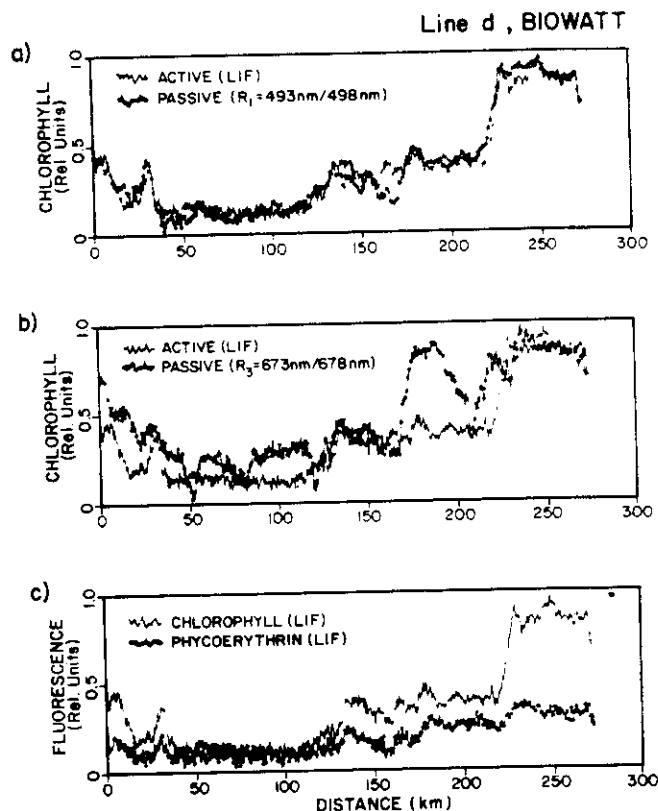 Line d, BIOWATT
a)
CHLOROPHYLL
(Rel. Units)
1.0
0.5
0
ACTIVE (LIF)
PASSIVE (R₁=493nm/498nm)
0 50 100 150 200 250 300
b)
CHLOROPHYLL
(Rel. Units)
1.0
0.5
0
ACTIVE (LIF)
PASSIVE (R₃=673nm/678nm)
0 50 100 150 200 250 300
c)
FLUORESCENCE
(Rel. Units)
1.0
0.5
0
CHLOROPHYLL (LIF)
PHYCOERYTHRIN (LIF)
0 50 100 150 200 250 300
DISTANCE (km)